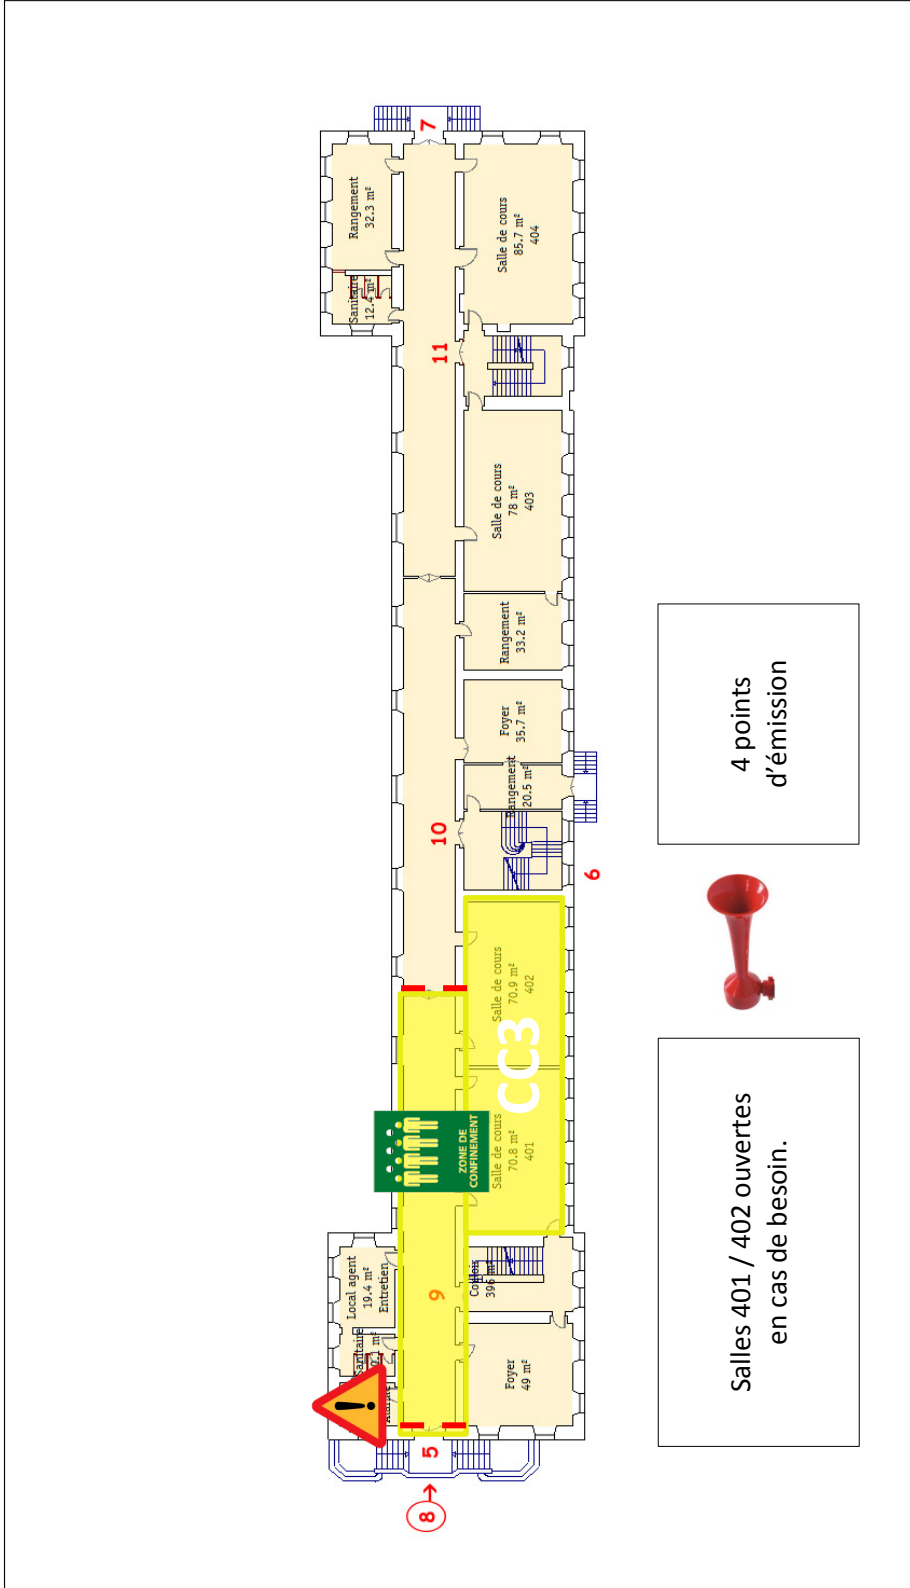 Rangement
32.3 m²
Sanitaire
12.4 m²
7
Salle de cours
85.7 m²
404
11
Salle de cours
78 m²
403
Rangement
33.2 m²
Foyer
35.7 m²
Rangement
20.5 m²
10
6
Salle de cours
70.9 m²
402
CC3
Salle de cours
70.8 m²
401
ZONE DE
CONFINEMENT
Local agent
19.4 m²
Entretien
Sanitaire
9
Couloir
396 m²
Foyer
49 m²
5
8
Salles 401 / 402 ouvertes
en cas de besoin.
4 points
d'émission